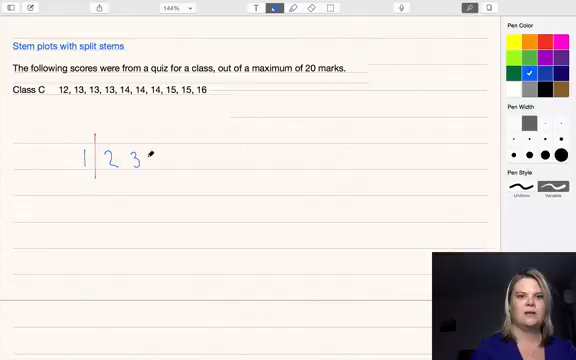 144%
Stem plots with split stems
The following scores were from a quiz for a class, out of a maximum of 20 marks.
Class C 12, 13, 13, 13, 14, 14, 14, 15, 15, 16
1 | 2 3
Pen Color
Pen Width
Pen Style
Uniform
Variable